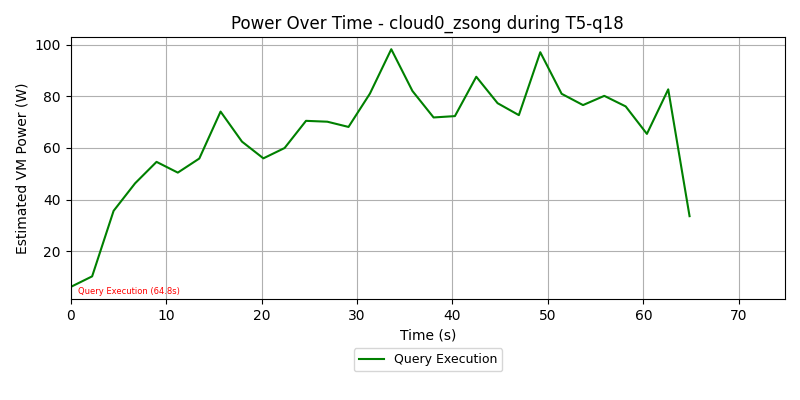 Power Over Time - cloud0_zsong during T5-q18
Estimated VM Power (W)
100
80
60
40
20
Query Execution (64.8s)
0 10 20 30 40 50 60 70
Time (s)
Query Execution